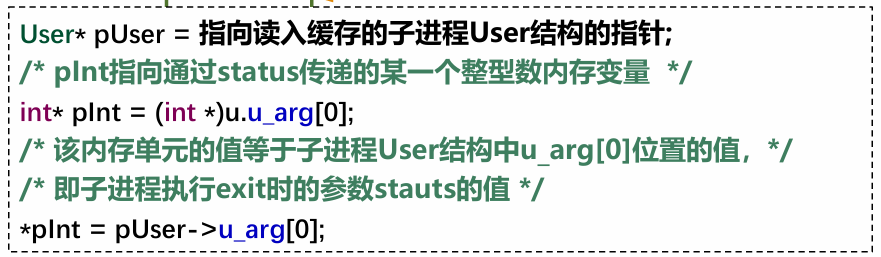 User* pUser = 指向读入缓存的子进程User结构的指针;
/* pInt指向通过status传递的某一个整型数内存变量 */
int* pInt = (int *)u.u_arg[0];
/* 该内存单元的值等于子进程User结构中u_arg[0]位置的值，*/
/* 即子进程执行exit时的参数stauts的值 */
*pInt = pUser->u_arg[0];